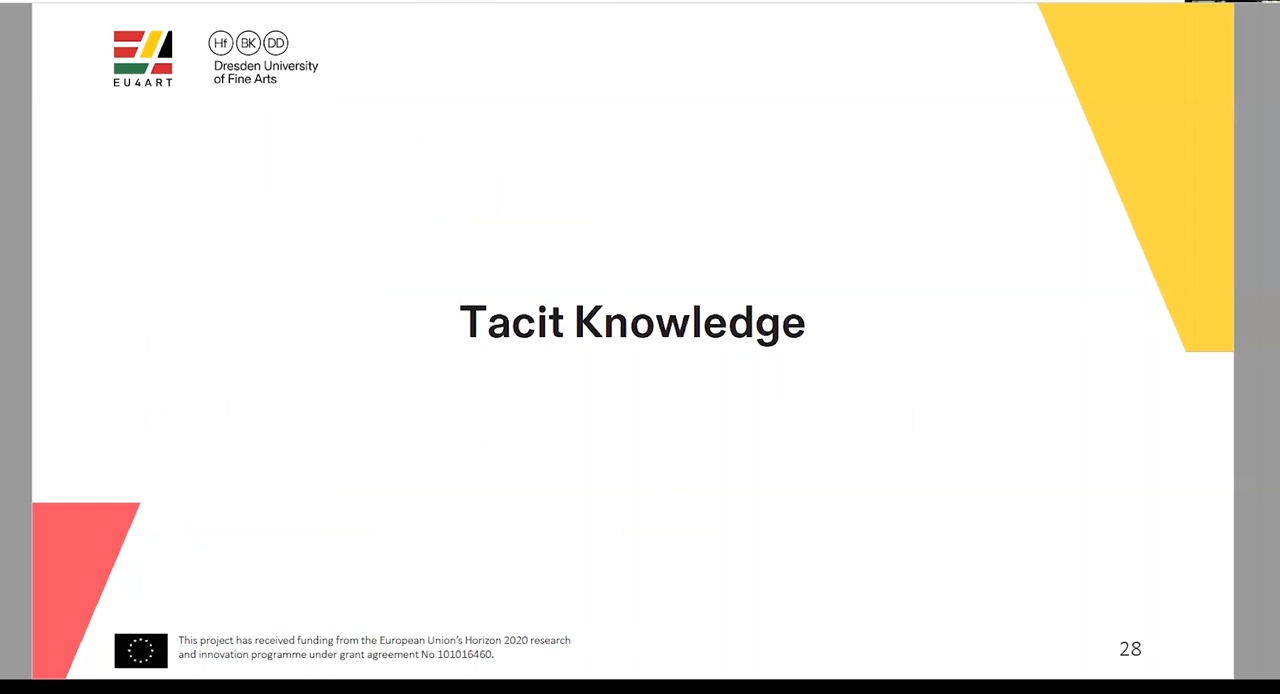 EU4ART
Hf BK DD
Dresden University
of Fine Arts
Tacit Knowledge
This project has received funding from the European Union's Horizon 2020 research
and innovation programme under grant agreement No 101016460.
28